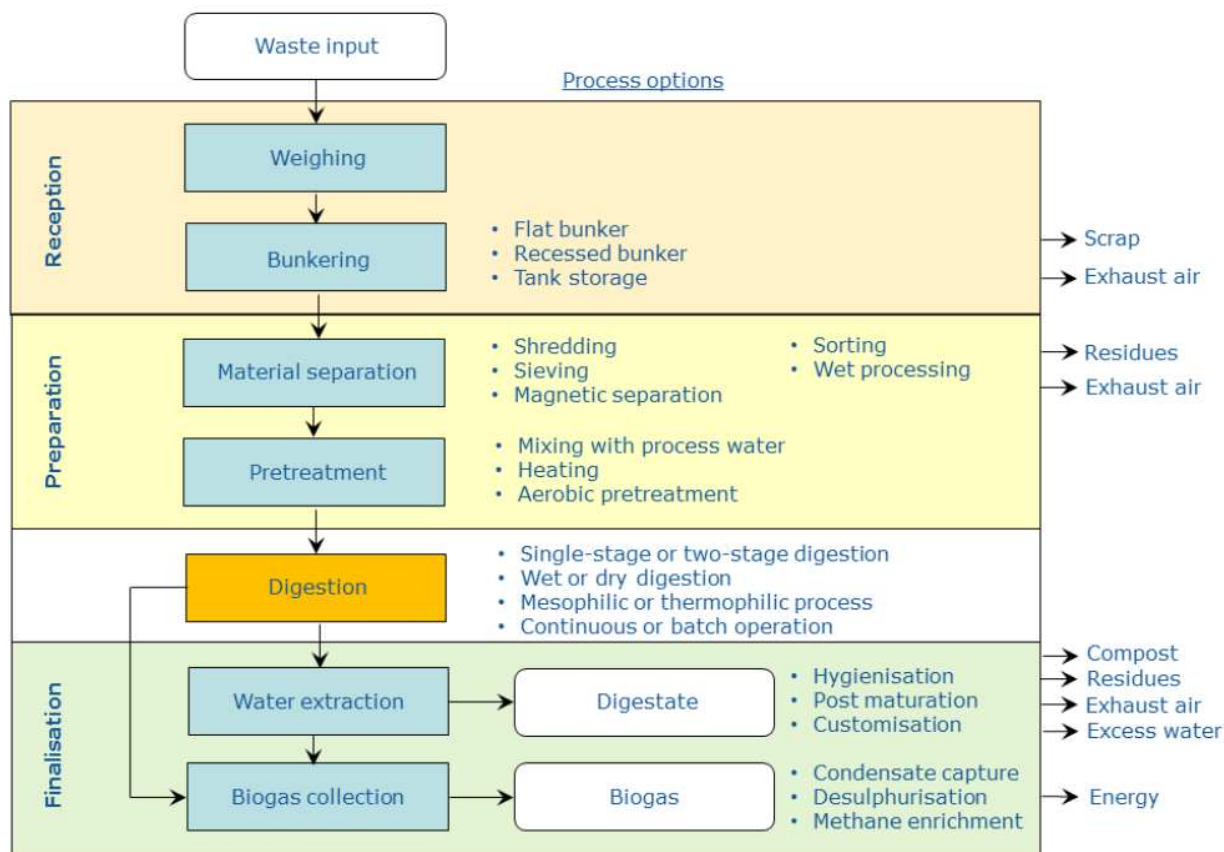 Waste input
Process options
Reception
Weighing
Bunkering
• Flat bunker
• Recessed bunker
• Tank storage
Scrap
Exhaust air
Preparation
Material separation
• Shredding
• Sieving
• Magnetic separation
• Sorting
• Wet processing
Residues
Exhaust air
Pretreatment
• Mixing with process water
• Heating
• Aerobic pretreatment
Digestion
• Single-stage or two-stage digestion
• Wet or dry digestion
• Mesophilic or thermophilic process
• Continuous or batch operation
Finalisation
Water extraction
Digestate
• Hygienisation
• Post maturation
• Customisation
Compost
Residues
Exhaust air
Excess water
Biogas collection
Biogas
• Condensate capture
• Desulphurisation
• Methane enrichment
Energy